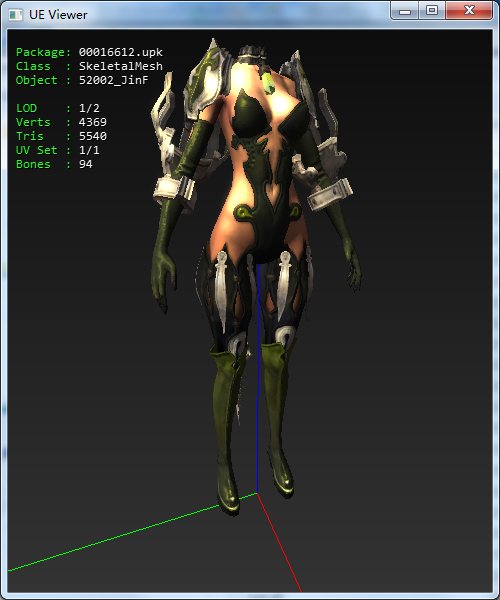 UE Viewer
Package: 00016612.upk
Class : SkeletalMesh
Object : 52002_JinF
LOD : 1/2
Verts : 4369
Tris : 5540
UV Set : 1/1
Bones : 94